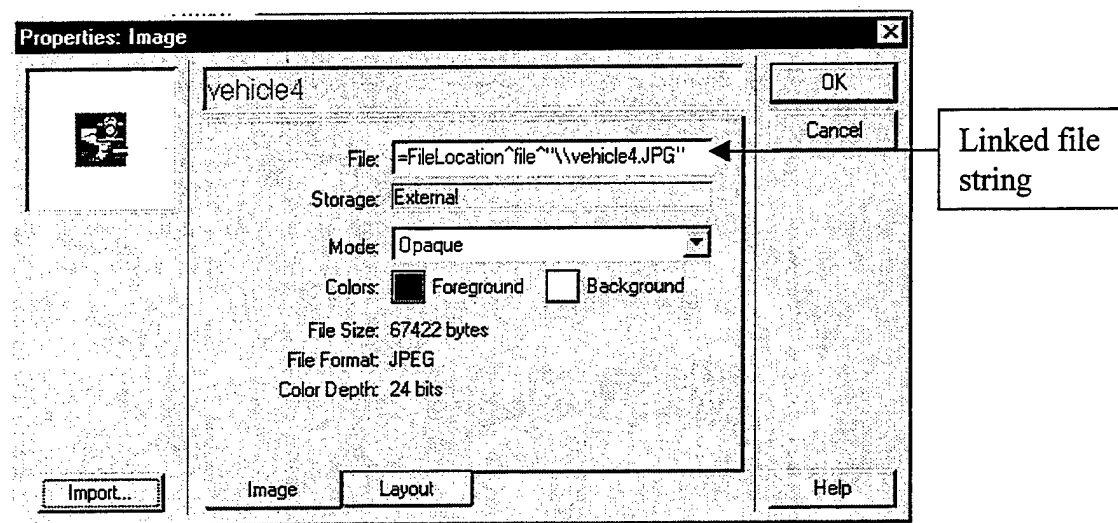 Properties: Image
vehicle4
OK
Cancel
File: =FileLocation^file^"\\vehicle4.JPG"
Linked file
string
Storage: External
Mode: Opaque
Colors: Foreground Background
File Size: 67422 bytes
File Format: JPEG
Color Depth: 24 bits
Import... Image Layout Help